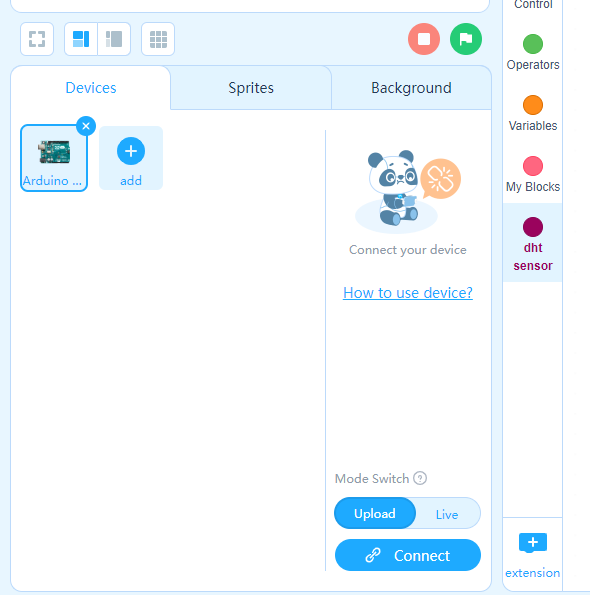 Control
Operators
Variables
My Blocks
dht
sensor
extension
Devices
Sprites
Background
Arduino ...
add
Connect your device
How to use device?
Mode Switch ?
Upload
Live
Connect